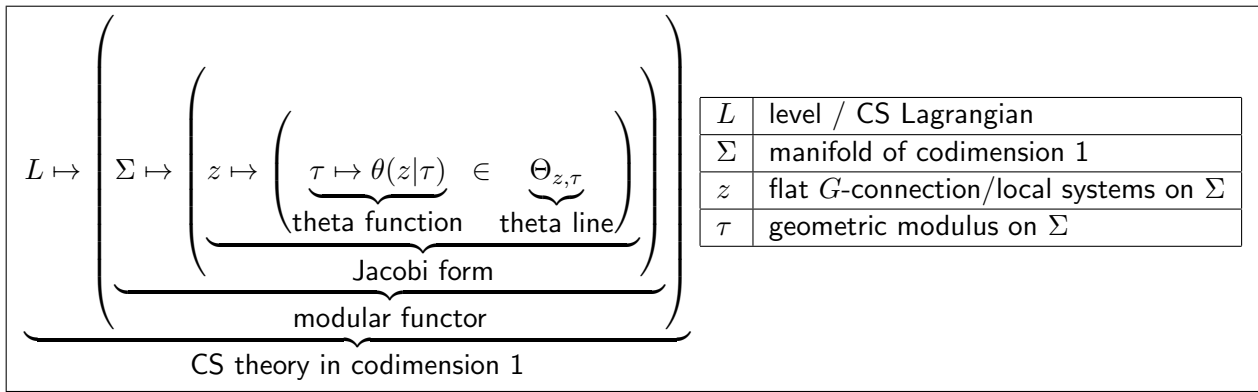 L ↦ ( Σ ↦ ( z ↦ ( τ ↦ θ(z|τ) ∈ Θ_{z,τ} ) ) )
theta function theta line
Jacobi form
modular functor
CS theory in codimension 1
L level / CS Lagrangian
Σ manifold of codimension 1
z flat G-connection/local systems on Σ
τ geometric modulus on Σ